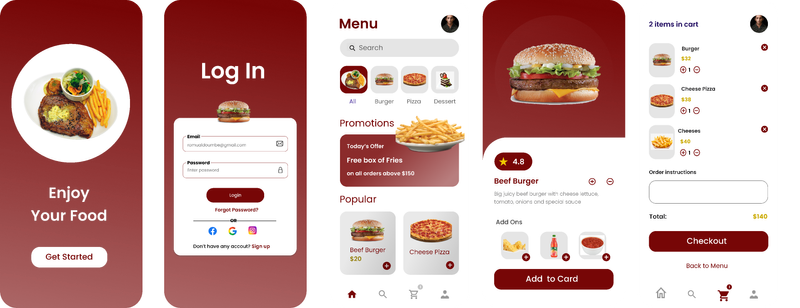 Enjoy
Your Food
Get Started
Log In
Email
Password
Enter password
Login
Forgot Password?
OR
Don't have any accout? Sign up.
Menu
Search
All
Burger
Pizza
Dessert
Promotions
Today's Offer
Free box of Fries
on all orders above $150
Popular
Beef Burger
$20
Cheese Pizza
4.8
Beef Burger
Big juicy beef burger with cheese lettuce,
tomato, onions and special sauce
Add Ons
Add to Card
2 items in cart
Burger
$32
1
Cheese Pizza
$38
1
Cheeses
$40
1
Order instructions
Total:
$140
Checkout
Back to Menu